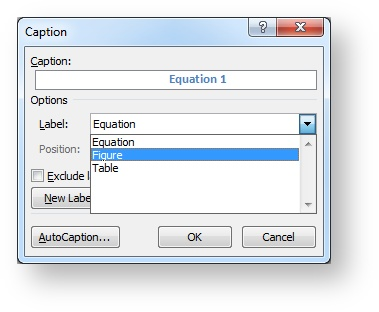 Caption
Caption:
Equation 1
Options
Label: Equation
Equation
Position: Figure
Table
Exclude
New Labe
AutoCaption... OK Cancel